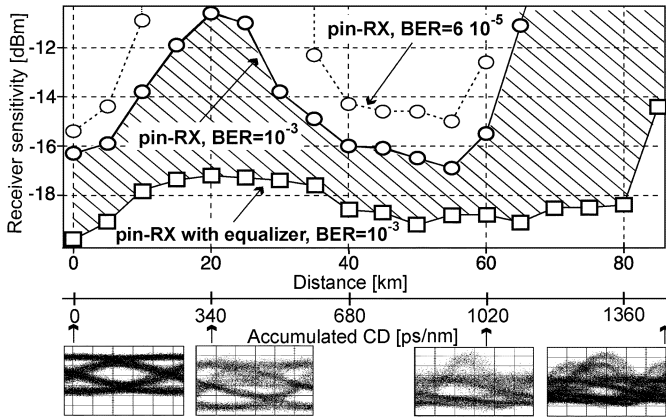 Receiver sensitivity [dBm]
-12
-14
-16
-18
pin-RX, BER=6 10-5
pin-RX, BER=10-3
pin-RX with equalizer, BER=10-3
0 20 40 60 80
Distance [km]
0 340 680 1020 1360
Accumulated CD [ps/nm]